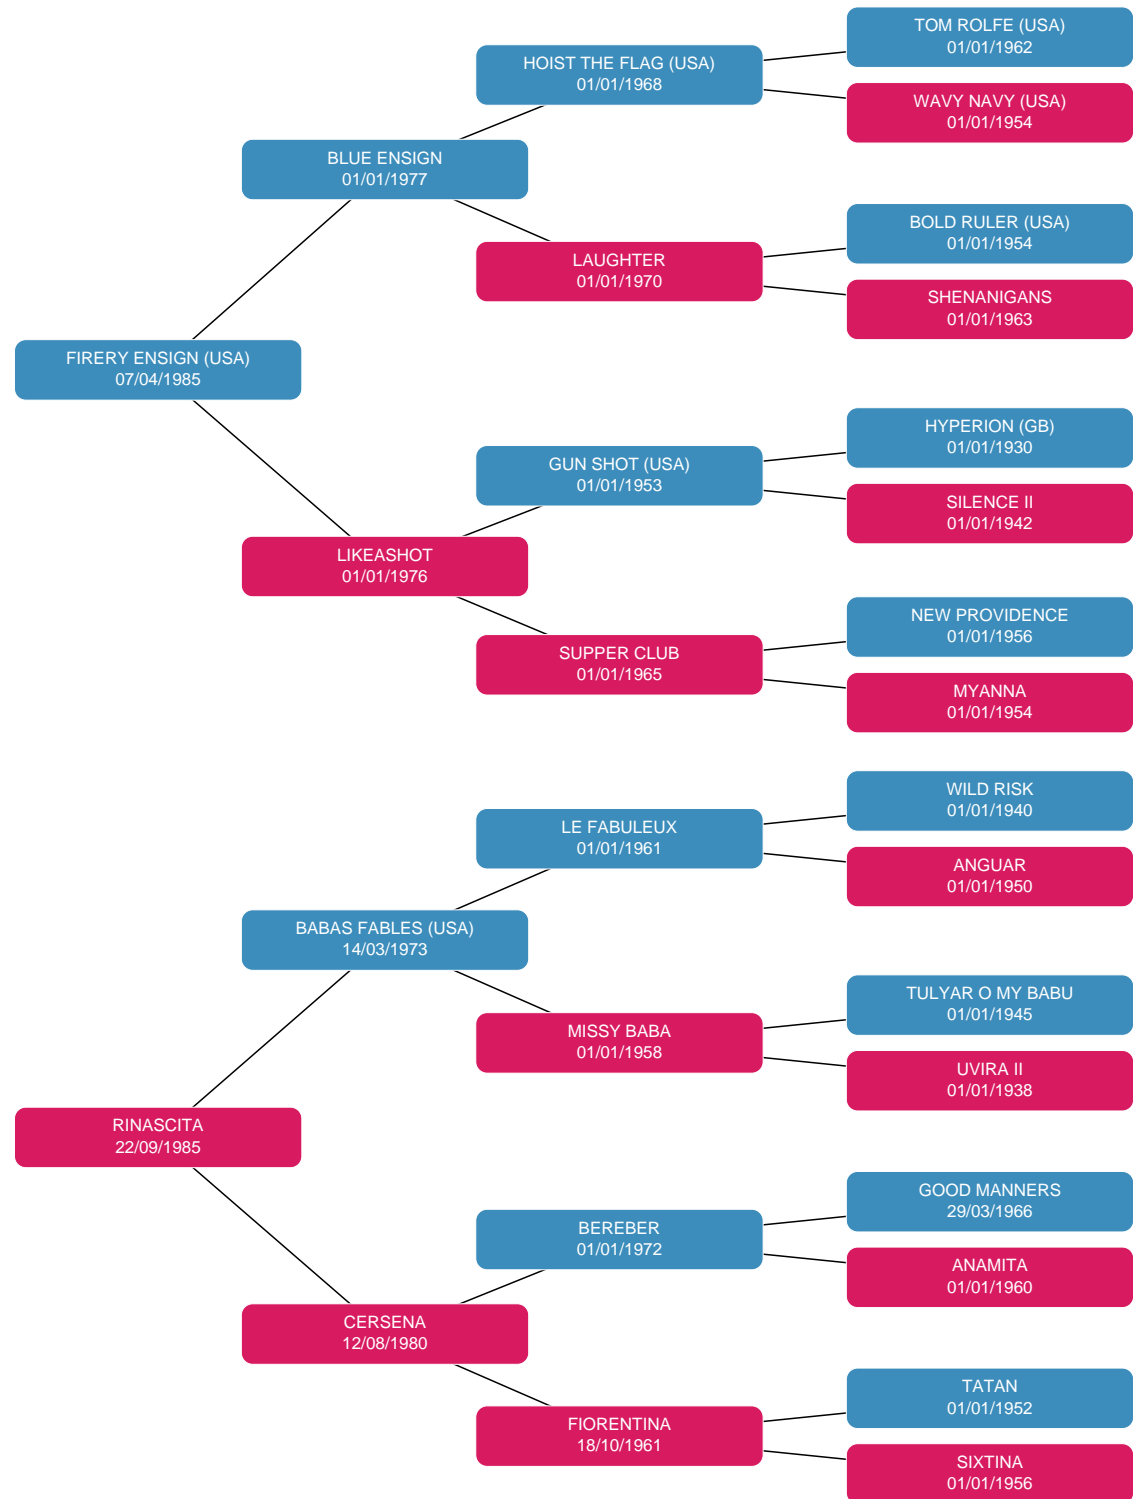 TOM ROLFE (USA)
01/01/1962
HOIST THE FLAG (USA)
01/01/1968
WAVY NAVY (USA)
01/01/1954
BLUE ENSIGN
01/01/1977
BOLD RULER (USA)
01/01/1954
LAUGHTER
01/01/1970
SHENANIGANS
01/01/1963
FIRERY ENSIGN (USA)
07/04/1985
HYPERION (GB)
01/01/1930
GUN SHOT (USA)
01/01/1953
SILENCE II
01/01/1942
LIKEASHOT
01/01/1976
NEW PROVIDENCE
01/01/1956
SUPPER CLUB
01/01/1965
MYANNA
01/01/1954
WILD RISK
01/01/1940
LE FABULEUX
01/01/1961
ANGUAR
01/01/1950
BABAS FABLES (USA)
14/03/1973
TULYAR O MY BABU
01/01/1945
MISSY BABA
01/01/1958
UVIRA II
01/01/1938
RINASCITA
22/09/1985
GOOD MANNERS
29/03/1966
BEREBER
01/01/1972
ANAMITA
01/01/1960
CERSENA
12/08/1980
TATAN
01/01/1952
FIORENTINA
18/10/1961
SIXTINA
01/01/1956